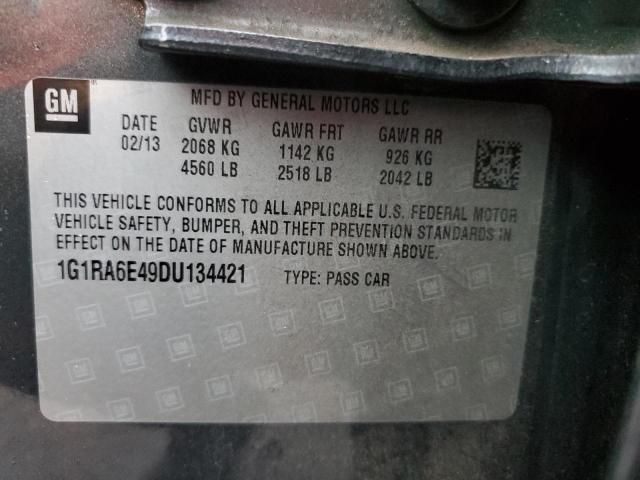 GM
MFD BY GENERAL MOTORS LLC
DATE GVWR GAWR FRT GAWR RR
02/13 2068 KG 1142 KG 926 KG
4560 LB 2518 LB 2042 LB
THIS VEHICLE CONFORMS TO ALL APPLICABLE U.S. FEDERAL MOTOR
VEHICLE SAFETY, BUMPER, AND THEFT PREVENTION STANDARDS IN
EFFECT ON THE DATE OF MANUFACTURE SHOWN ABOVE.
1G1RA6E49DU134421 TYPE: PASS CAR